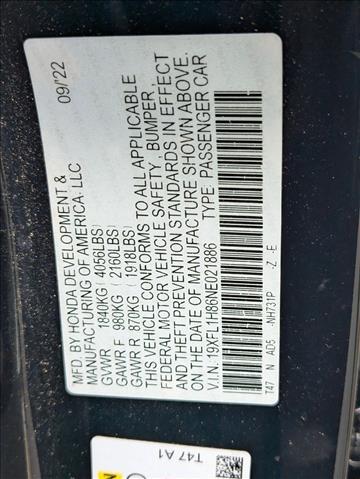 MFD BY HONDA DEVELOPMENT & 09/22
MANUFACTURING OF AMERICA. LLC
GVWR 1840KG ( 4056LBS)
GAWR F 980KG ( 2160LBS)
GAWR R 870KG ( 1918LBS)
THIS VEHICLE CONFORMS TO ALL APPLICABLE
FEDERAL MOTOR VEHICLE SAFETY , BUMPER,
AND THEFT PREVENTION STANDARDS IN EFFECT
ON THE DATE OF MANUFACTURE SHOWN ABOVE.
V.I.N. 19XFL1H86NE021886 TYPE: PASSENGER CAR
T47 N AD5 -NH731P -Z -E
T47 A1